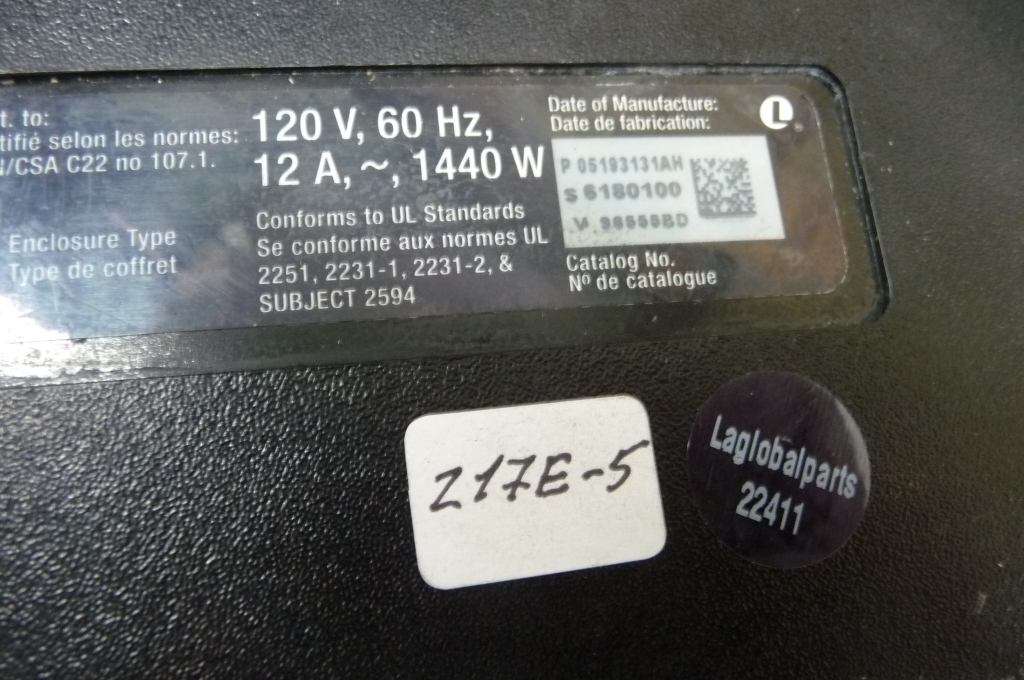 t. to:
tifié selon les normes:
/CSA C22 no 107.1.
Enclosure Type
Type de coffret
120 V, 60 Hz,
12 A, ~, 1440 W
Conforms to UL Standards
Se conforme aux normes UL
2251, 2231-1, 2231-2, &
SUBJECT 2594
Date of Manufacture:
Date de fabrication:
L
P 05193131AH
S 6180100
V
Catalog No.
Nº de catalogue
217E-5
Laglobalparts
22411